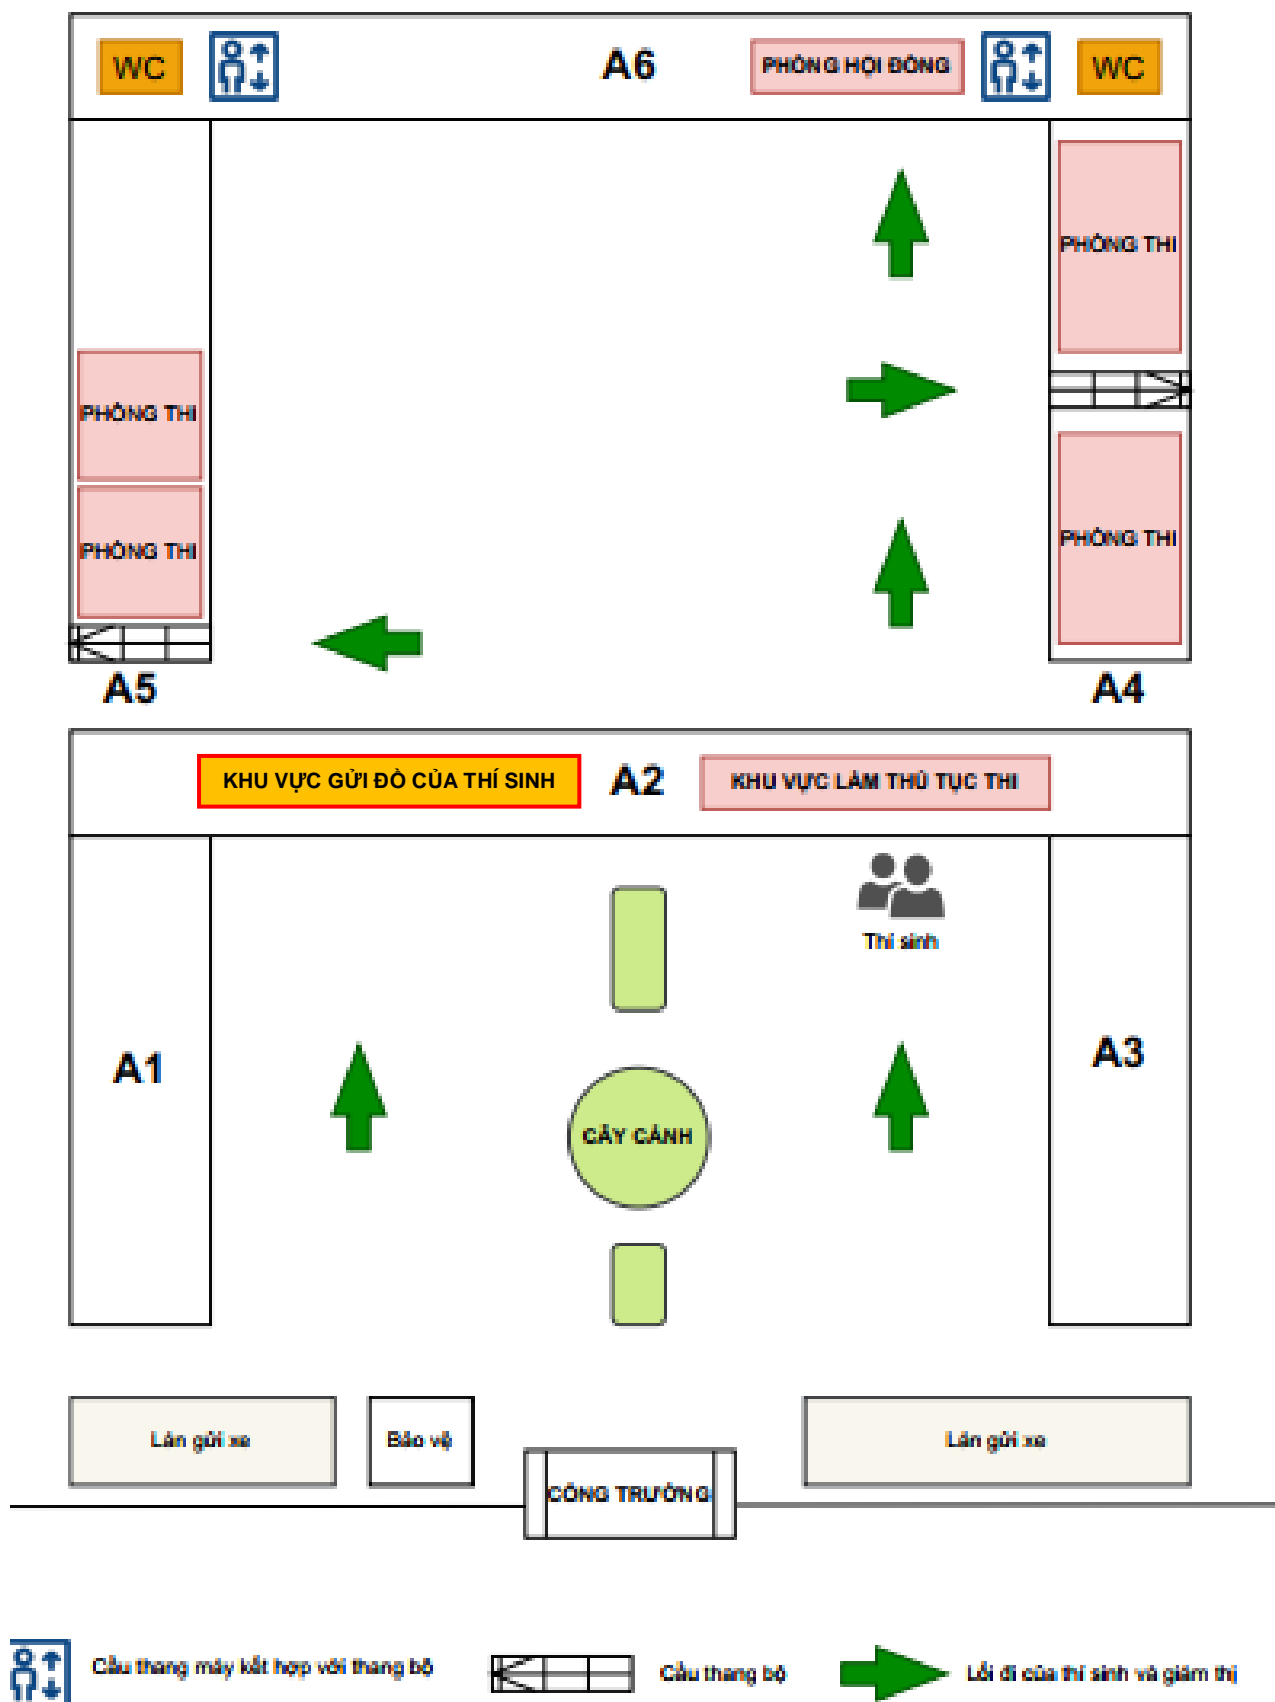 WC
A6
PHÒNG HỘI ĐỒNG
WC
PHÒNG THI
PHÒNG THI
PHÒNG THI
PHÒNG THI
A5
A4
KHU VỰC GỬI ĐỒ CỦA THÍ SINH
A2
KHU VỰC LÀM THỦ TỤC THI
Thí sinh
A1
A3
CÂY CẢNH
Lán gửi xe
Bảo vệ
Lán gửi xe
CỔNG TRƯỜNG
Cầu thang máy kết hợp với thang bộ
Cầu thang bộ
Lối đi của thí sinh và giám thị